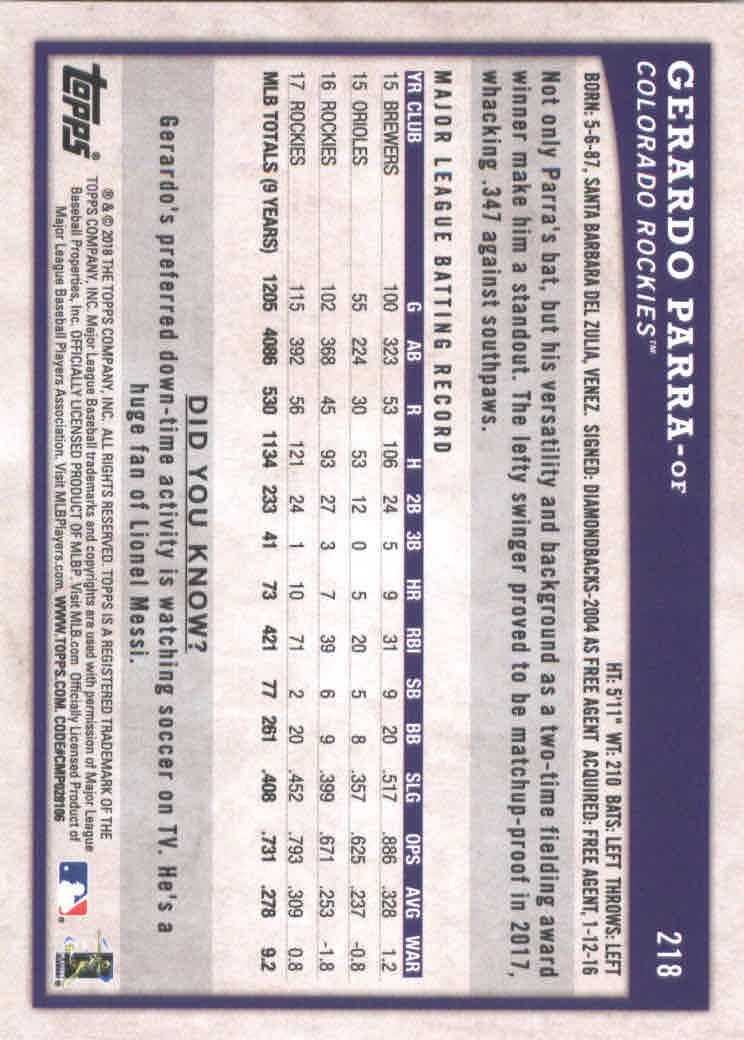 GERARDO PARRA-OF
COLORADO ROCKIES™
218
HT: 5'11" WT: 210 BATS: LEFT THROWS: LEFT
BORN: 5-6-87, SANTA BARBARA DEL ZULIA, VENEZ. SIGNED: DIAMONDBACKS-2004 AS FREE AGENT ACQUIRED: FREE AGENT, 1-12-16
Not only Parra's bat, but his versatility and background as a two-time fielding award
winner make him a standout. The lefty swinger proved to be matchup-proof in 2017,
whacking .347 against southpaws.
MAJOR LEAGUE BATTING RECORD
YR CLUB G AB R H 2B 3B HR RBI SB BB SLG OPS AVG WAR
15 BREWERS 100 323 53 106 24 5 9 31 9 20 .517 .886 .328 1.2
15 ORIOLES 55 224 30 53 12 0 5 20 5 8 .357 .625 .237 -0.8
16 ROCKIES 102 368 45 93 27 3 7 39 6 9 .399 .671 .253 -1.8
17 ROCKIES 115 392 56 121 24 1 10 71 2 20 .452 .793 .309 0.8
MLB TOTALS (9 YEARS) 1205 4086 530 1134 233 41 73 421 77 261 .408 .731 .278 9.2
DID YOU KNOW?
Gerardo's preferred down-time activity is watching soccer on TV. He's a
huge fan of Lionel Messi.
topps®
® & © 2018 THE TOPPS COMPANY, INC. ALL RIGHTS RESERVED. TOPPS IS A REGISTERED TRADEMARK OF THE
TOPPS COMPANY, INC. Major League Baseball trademarks and copyrights are used with permission of Major League
Baseball Properties, Inc. OFFICIALLY LICENSED PRODUCT OF MLBP. Visit MLB.com Officially Licensed Product of
Major League Baseball Players Association. Visit MLBPlayers.com. WWW.TOPPS.COM. CODE#CMP028106